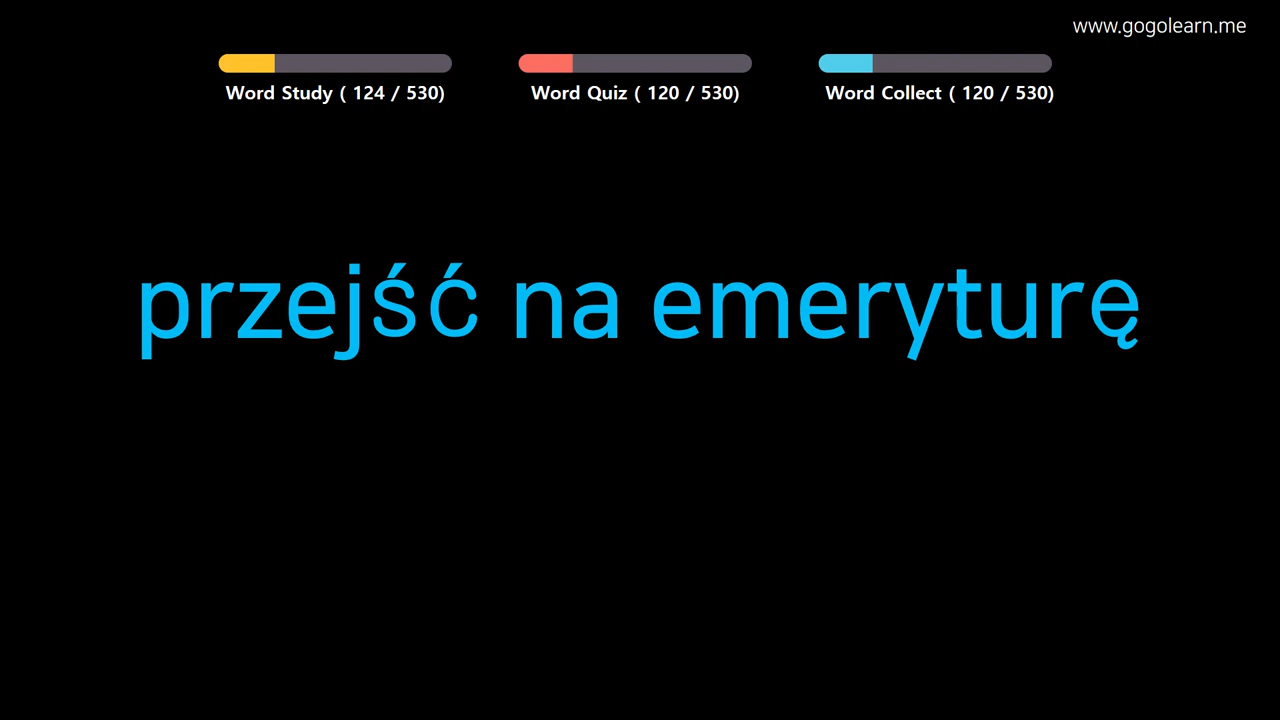 www.gogolearn.me
Word Study ( 124 / 530)
Word Quiz ( 120 / 530)
Word Collect ( 120 / 530)
przejść na emeryturę